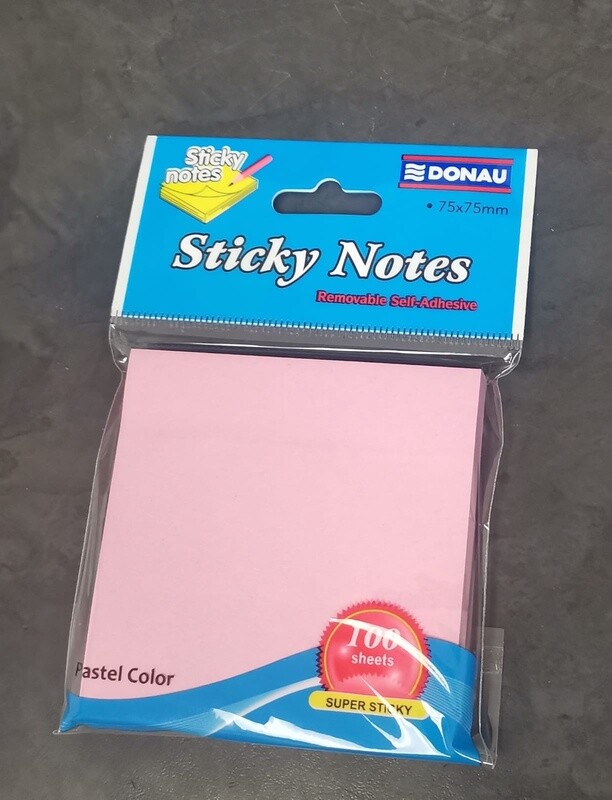 Sticky
notes
DONAU
• 75x75mm
Sticky Notes
Removable Self-Adhesive
100
sheets
Pastel Color
SUPER STICKY